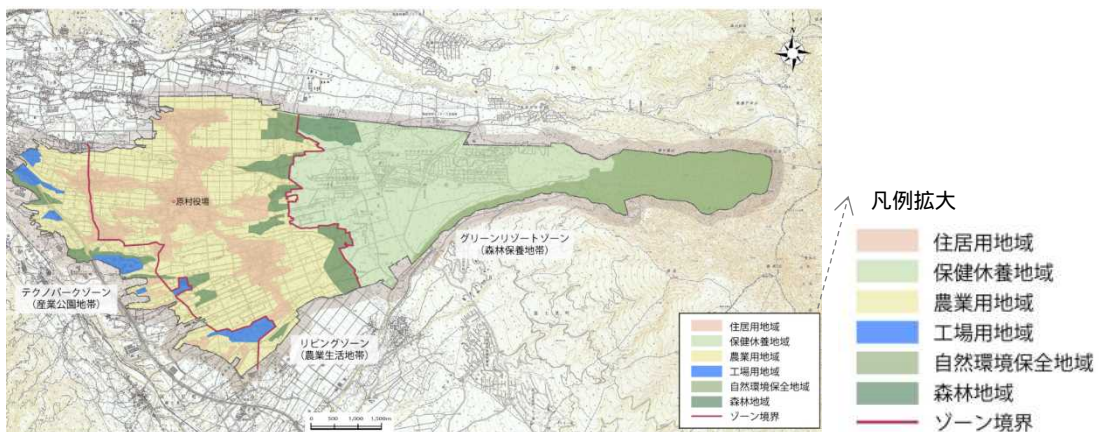 N
原村役場
グリーンリゾートゾーン
（森林保養地帯）
テクノパークゾーン
（産業公園地帯）
リビングゾーン
（農業生活地帯）
0 500 1,000 1,500m
住居用地域
保健休養地域
農業用地域
工場用地域
自然環境保全地域
森林地域
ゾーン境界
凡例拡大
住居用地域
保健休養地域
農業用地域
工場用地域
自然環境保全地域
森林地域
ゾーン境界